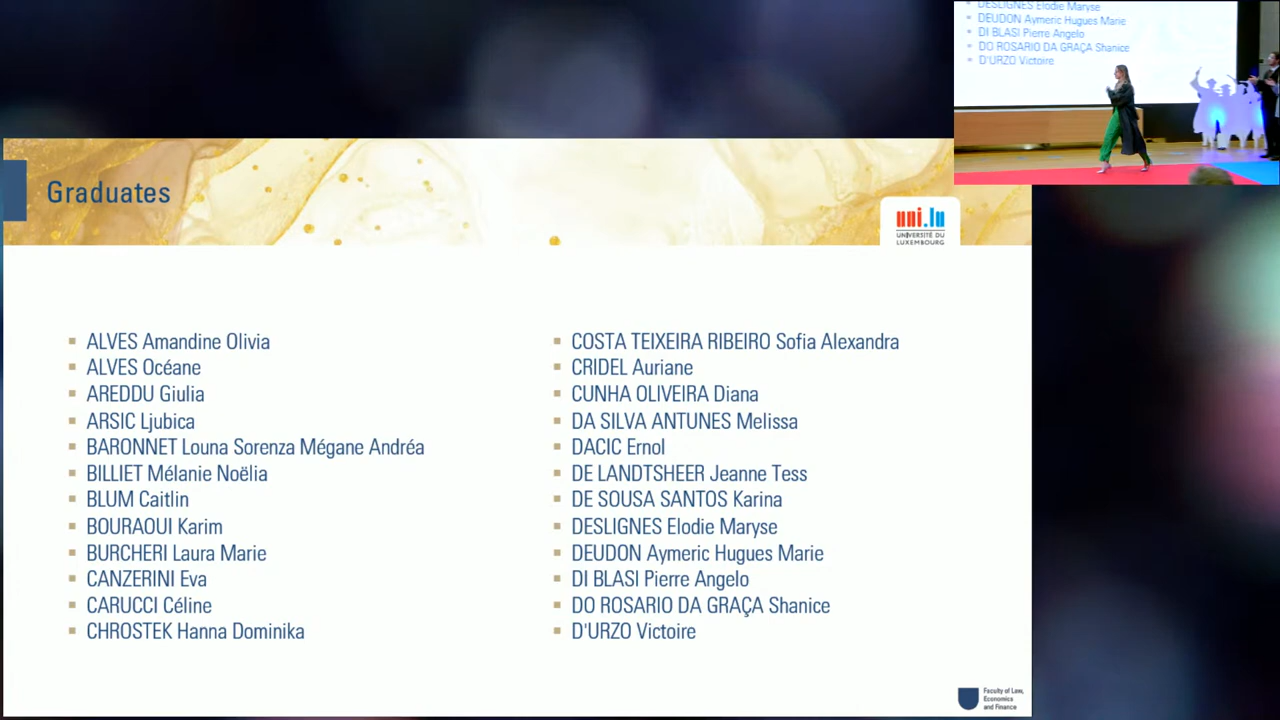 DESLIGNES Elodie Maryse
DEUDON Aymeric Hugues Marie
DI BLASI Pierre Angelo
DO ROSARIO DA GRAÇA Shanice
D'URZO Victoire
Graduates
uni.lu
UNIVERSITÉ DU
LUXEMBOURG
ALVES Amandine Olivia
ALVES Océane
AREDDU Giulia
ARSIC Ljubica
BARONNET Louna Sorenza Mégane Andréa
BILLIET Mélanie Noëlia
BLUM Caitlin
BOURAOUI Karim
BURCHERI Laura Marie
CANZERINI Eva
CARUCCI Céline
CHROSTEK Hanna Dominika
COSTA TEIXEIRA RIBEIRO Sofia Alexandra
CRIDEL Auriane
CUNHA OLIVEIRA Diana
DA SILVA ANTUNES Melissa
DACIC Ernol
DE LANDTSHEER Jeanne Tess
DE SOUSA SANTOS Karina
DESLIGNES Elodie Maryse
DEUDON Aymeric Hugues Marie
DI BLASI Pierre Angelo
DO ROSARIO DA GRAÇA Shanice
D'URZO Victoire
Faculty of Law,
Economics
and Finance